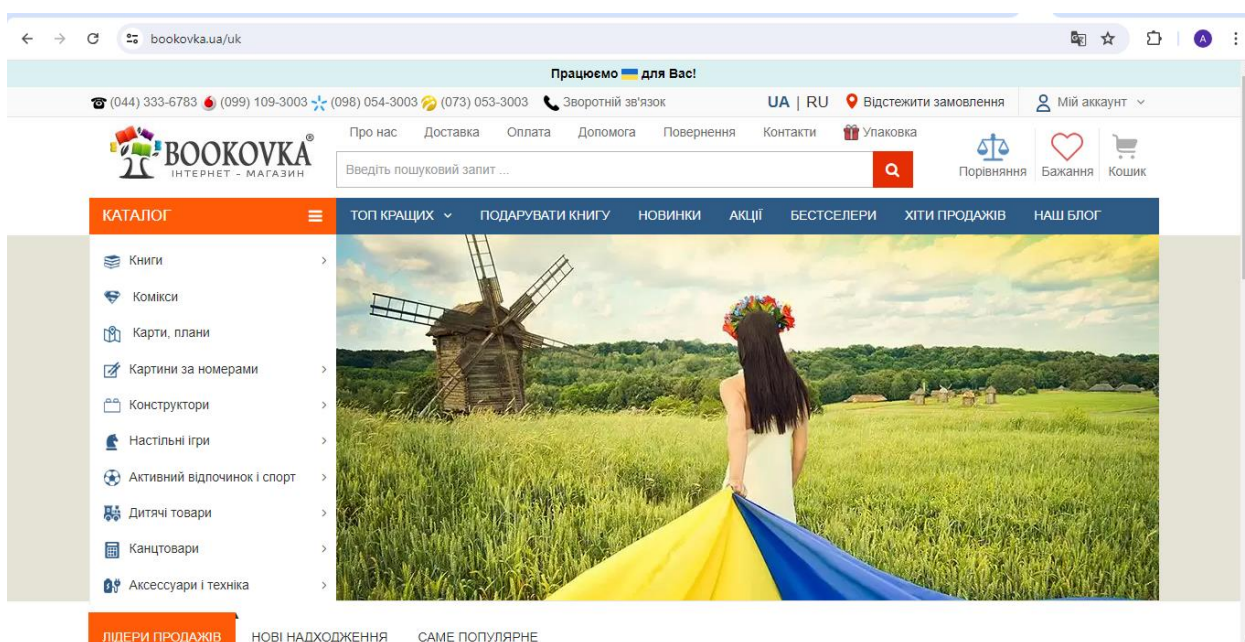 bookovka.ua/uk
A
Працюємо для Вас!
(044) 333-6783 (099) 109-3003 (098) 054-3003 (073) 053-3003 Зворотній зв'язок UA | RU Відстежити замовлення Мій аккаунт
BOOKOVKA®
ІНТЕРНЕТ - МАГАЗИН
Про нас Доставка Оплата Допомога Повернення Контакти Упаковка
Введіть пошуковий запит ...
Порівняння Бажання Кошик
КАТАЛОГ ТОП КРАЩИХ ПОДАРУВАТИ КНИГУ НОВИНКИ АКЦІЇ БЕСТСЕЛЕРИ ХІТИ ПРОДАЖІВ НАШ БЛОГ
Книги
Комікси
Карти, плани
Картини за номерами
Конструктори
Настільні ігри
Активний відпочинок і спорт
Дитячі товари
Канцтовари
Аксессуари і техніка
ЛІДЕРИ ПРОДАЖІВ НОВІ НАДХОДЖЕННЯ САМЕ ПОПУЛЯРНЕ